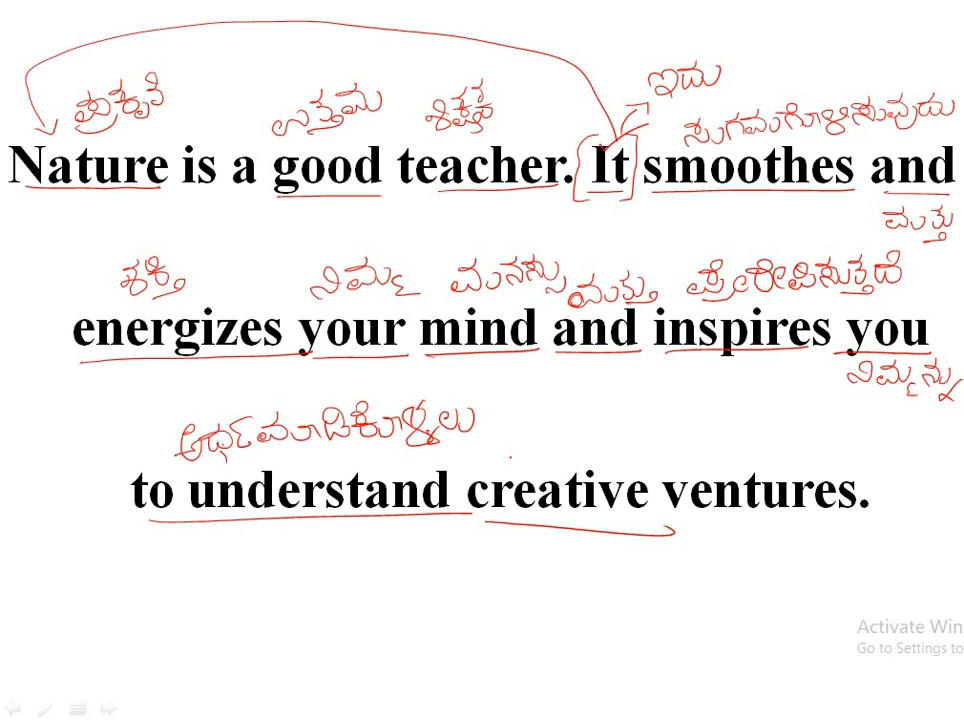 ಪ್ರಕೃತಿ ಉತ್ತಮ ಶಿಕ್ಷಕ ಇದು ಸುಗಮಗೊಳಿಸುವುದು
Nature is a good teacher. It smoothes and
ಮತ್ತು
ಶಕ್ತಿ ನಿಮ್ಮ ಮನಸ್ಸು ಮತ್ತು ಪ್ರೇರೇಪಿಸುತ್ತದೆ
energizes your mind and inspires you
ನಿಮ್ಮನ್ನು
ಅರ್ಥಮಾಡಿಕೊಳ್ಳಲು
to understand creative ventures.
Activate Win
Go to Settings to